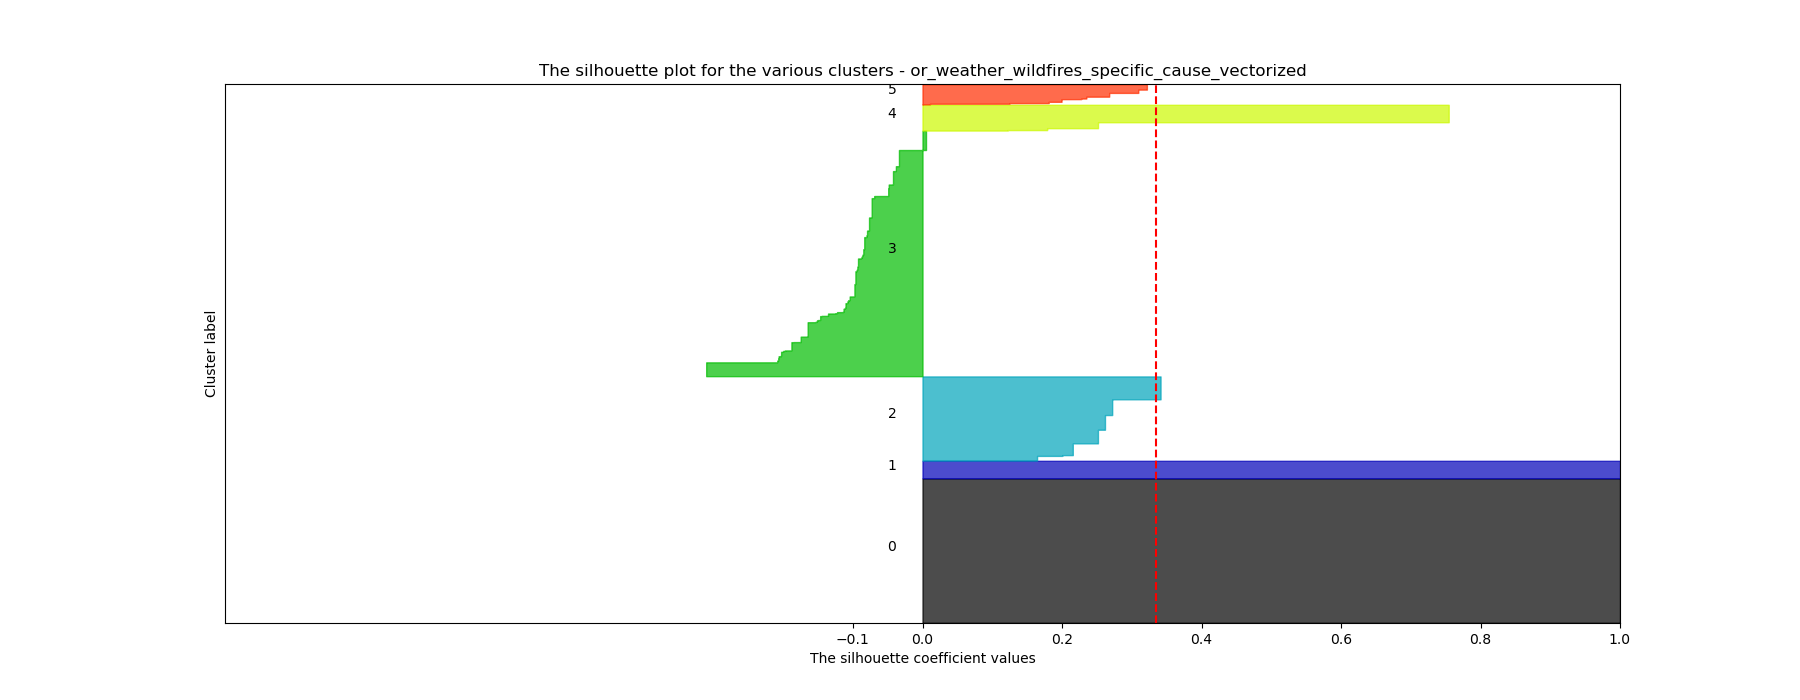 The silhouette plot for the various clusters - or_weather_wildfires_specific_cause_vectorized
5
4
3
2
1
0
Cluster label
−0.1 0.0 0.2 0.4 0.6 0.8 1.0
The silhouette coefficient values